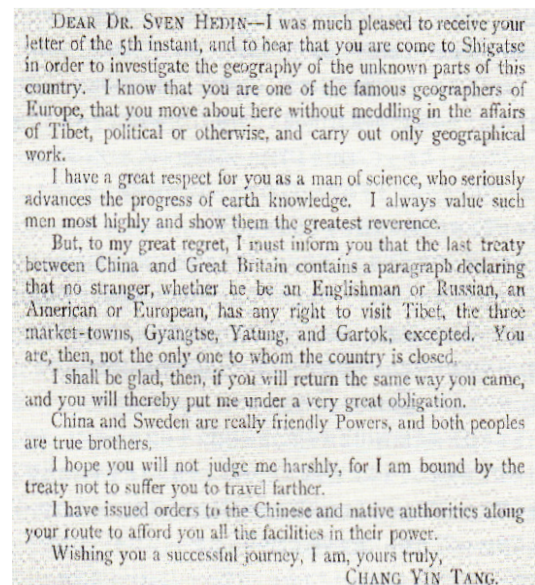 DEAR DR. SVEN HEDIN—I was much pleased to receive your
letter of the 5th instant, and to hear that you are come to Shigatse
in order to investigate the geography of the unknown parts of this
country. I know that you are one of the famous geographers of
Europe, that you move about here without meddling in the affairs
of Tibet, political or otherwise, and carry out only geographical
work.
I have a great respect for you as a man of science, who seriously
advances the progress of earth knowledge. I always value such
men most highly and show them the greatest reverence.
But, to my great regret, I must inform you that the last treaty
between China and Great Britain contains a paragraph declaring
that no stranger, whether he be an Englishman or Russian, an
American or European, has any right to visit Tibet, the three
market-towns, Gyangtse, Yatung, and Gartok, excepted. You
are, then, not the only one to whom the country is closed.
I shall be glad, then, if you will return the same way you came,
and you will thereby put me under a very great obligation.
China and Sweden are really friendly Powers, and both peoples
are true brothers.
I hope you will not judge me harshly, for I am bound by the
treaty not to suffer you to travel farther.
I have issued orders to the Chinese and native authorities along
your route to afford you all the facilities in their power.
Wishing you a successful journey, I am, yours truly,
CHANG YIN TANG.